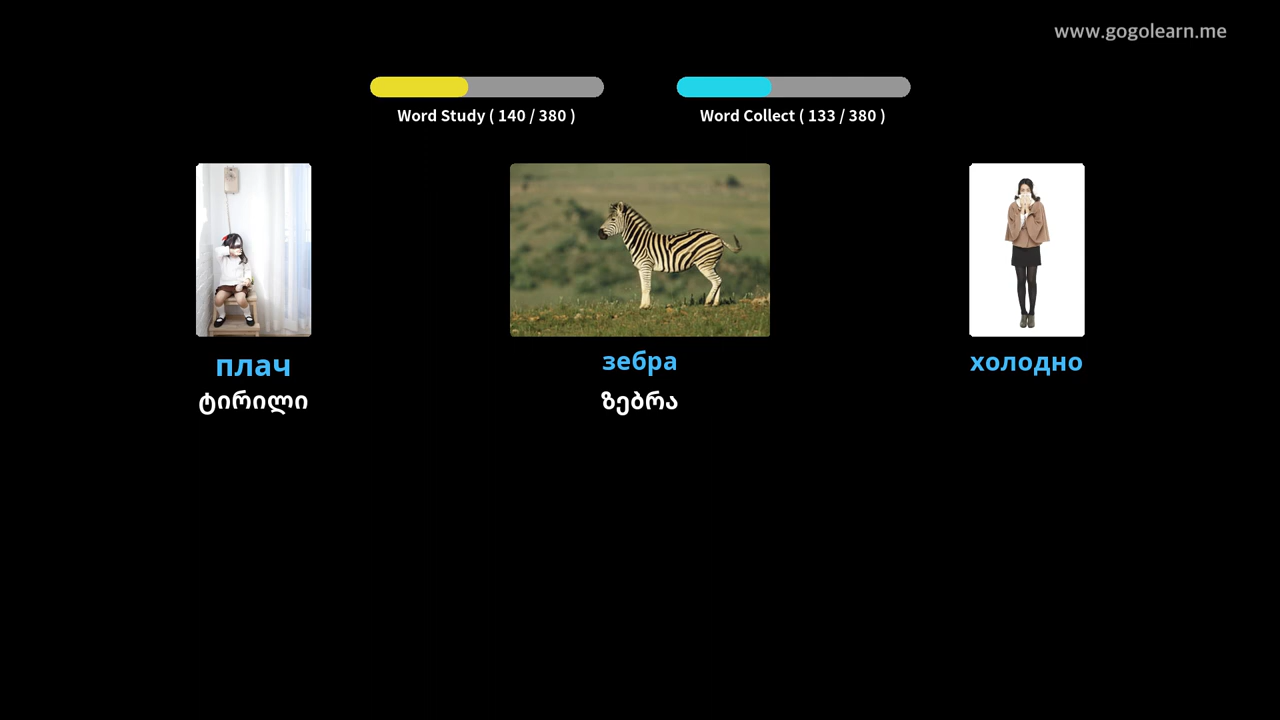 www.gogolearn.me
Word Study ( 140 / 380 )
Word Collect ( 133 / 380 )
плач
ტირილი
зебра
ზებრა
холодно